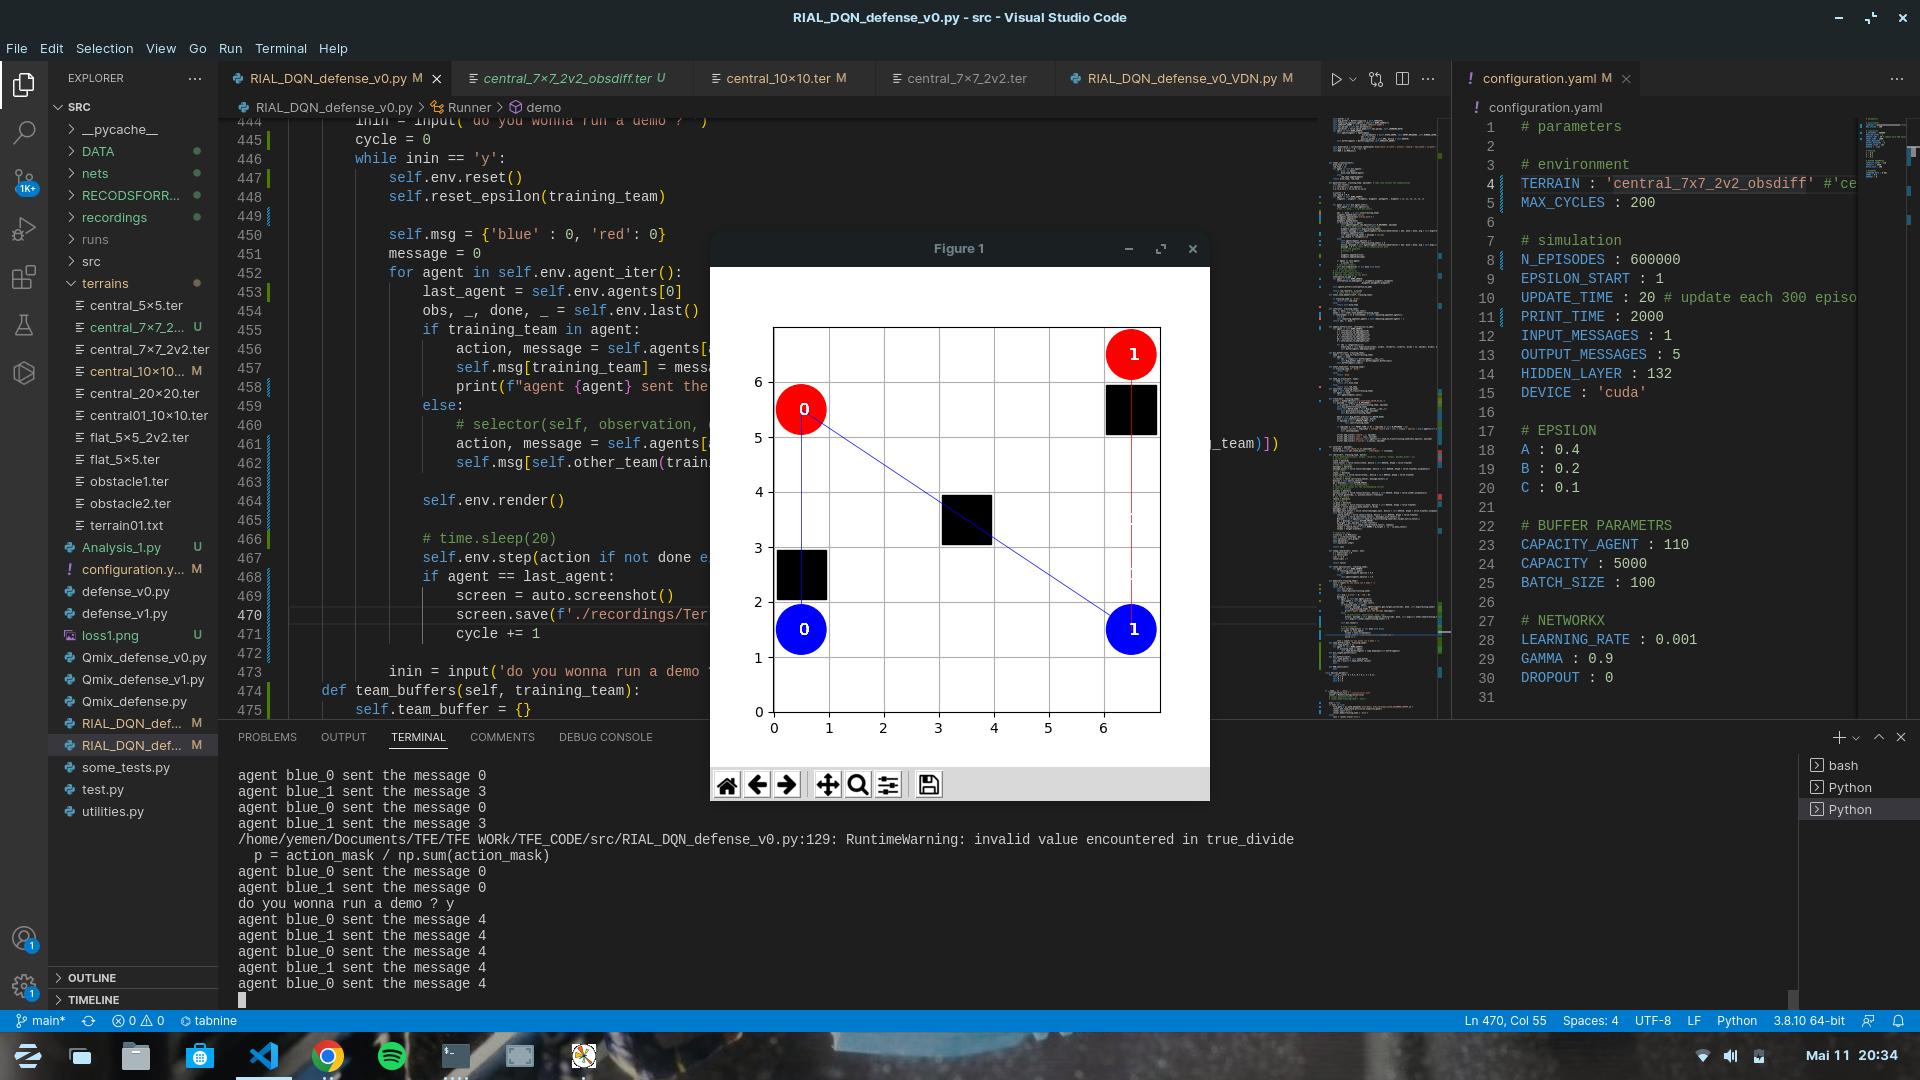 RIAL_DQN_defense_v0.py - src - Visual Studio Code
File Edit Selection View Go Run Terminal Help
EXPLORER
SRC
__pycache__
DATA
nets
RECODSFORR...
recordings
runs
src
terrains
central_5×5.ter
central_7×7_2... U
central_7×7_2v2.ter
central_10×10... M
central_20×20.ter
central01_10×10.ter
flat_5×5_2v2.ter
flat_5×5.ter
obstacle1.ter
obstacle2.ter
terrain01.txt
Analysis_1.py U
configuration.y... M
defense_v0.py
defense_v1.py
loss1.png U
Qmix_defense_v0.py
Qmix_defense_v1.py
Qmix_defense.py
RIAL_DQN_def... M
RIAL_DQN_def... M
some_tests.py
test.py
utilities.py
OUTLINE
TIMELINE
1K+
1
1
RIAL_DQN_defense_v0.py M
central_7×7_2v2_obsdiff.ter U
central_10×10.ter M
central_7×7_2v2.ter
RIAL_DQN_defense_v0_VDN.py M
RIAL_DQN_defense_v0.py > Runner > demo
444 inin = input('do you wonna run a demo ? ')
445 cycle = 0
446 while inin == 'y':
447 self.env.reset()
448 self.reset_epsilon(training_team)
449
450 self.msg = {'blue' : 0, 'red': 0}
451 message = 0
452 for agent in self.env.agent_iter():
453 last_agent = self.env.agents[0]
454 obs, _, done, _ = self.env.last()
455 if training_team in agent:
456 action, message = self.agents[
457 self.msg[training_team] = mess
458 print(f"agent {agent} sent the
459 else:
460 # selector(self, observation,
461 action, message = self.agents[ g_team)])
462 self.msg[self.other_team(train
463
464 self.env.render()
465
466 # time.sleep(20)
467 self.env.step(action if not done e
468 if agent == last_agent:
469 screen = auto.screenshot()
470 screen.save(f'./recordings/Ter
471 cycle += 1
472
473 inin = input('do you wonna run a demo
474 def team_buffers(self, training_team):
475 self.team_buffer = {}
Figure 1
0
1
0
1
6
5
4
3
2
1
0
0 1 2 3 4 5 6
configuration.yaml M
configuration.yaml
1 # parameters
2
3 # environment
4 TERRAIN : 'central_7x7_2v2_obsdiff' #'ce
5 MAX_CYCLES : 200
6
7 # simulation
8 N_EPISODES : 600000
9 EPSILON_START : 1
10 UPDATE_TIME : 20 # update each 300 episo
11 PRINT_TIME : 2000
12 INPUT_MESSAGES : 1
13 OUTPUT_MESSAGES : 5
14 HIDDEN_LAYER : 132
15 DEVICE : 'cuda'
16
17 # EPSILON
18 A : 0.4
19 B : 0.2
20 C : 0.1
21
22 # BUFFER PARAMETRS
23 CAPACITY_AGENT : 110
24 CAPACITY : 5000
25 BATCH_SIZE : 100
26
27 # NETWORKX
28 LEARNING_RATE : 0.001
29 GAMMA : 0.9
30 DROPOUT : 0
31
PROBLEMS OUTPUT TERMINAL COMMENTS DEBUG CONSOLE
agent blue_0 sent the message 0
agent blue_1 sent the message 3
agent blue_0 sent the message 0
agent blue_1 sent the message 3
/home/yemen/Documents/TFE/TFE WORk/TFE_CODE/src/RIAL_DQN_defense_v0.py:129: RuntimeWarning: invalid value encountered in true_divide
p = action_mask / np.sum(action_mask)
agent blue_0 sent the message 0
agent blue_1 sent the message 0
do you wonna run a demo ? y
agent blue_0 sent the message 4
agent blue_1 sent the message 4
agent blue_0 sent the message 4
agent blue_1 sent the message 4
agent blue_0 sent the message 4
bash
Python
Python
main* 0 0 tabnine
Ln 470, Col 55 Spaces: 4 UTF-8 LF Python 3.8.10 64-bit
Mai 11 20:34